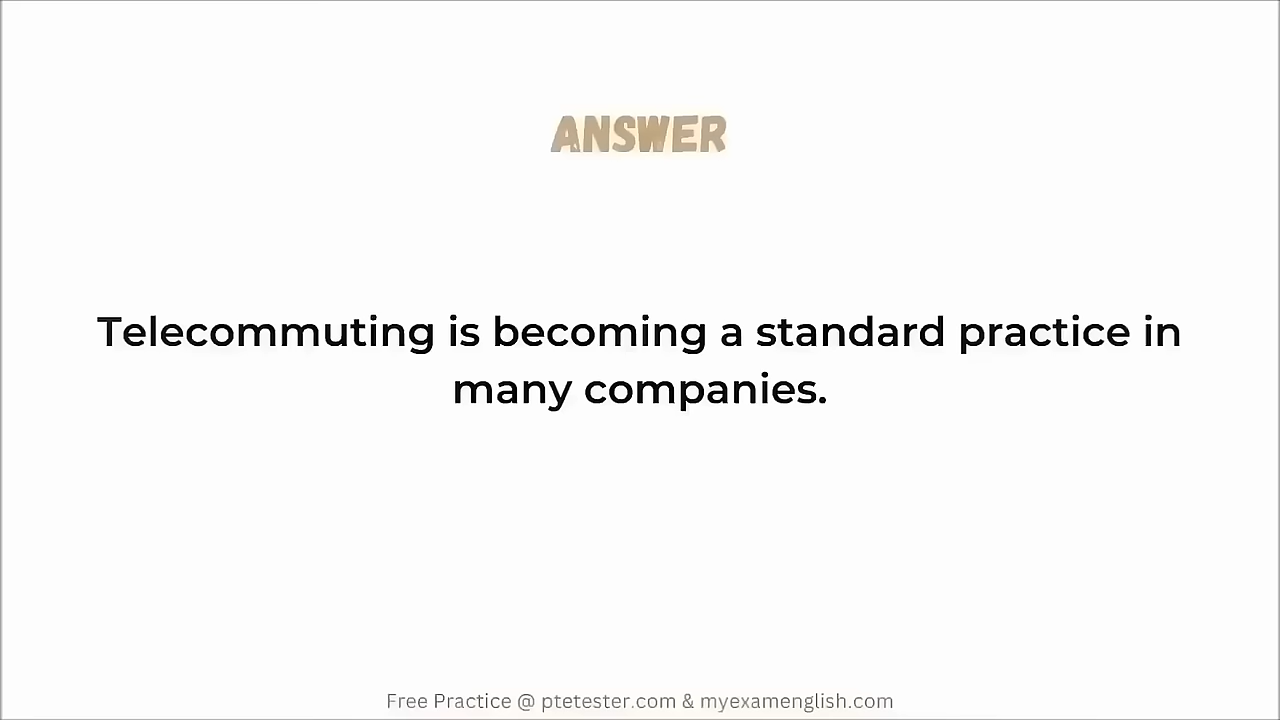 ANSWER
Telecommuting is becoming a standard practice in
many companies.
Free Practice @ ptetester.com & myexamenglish.com